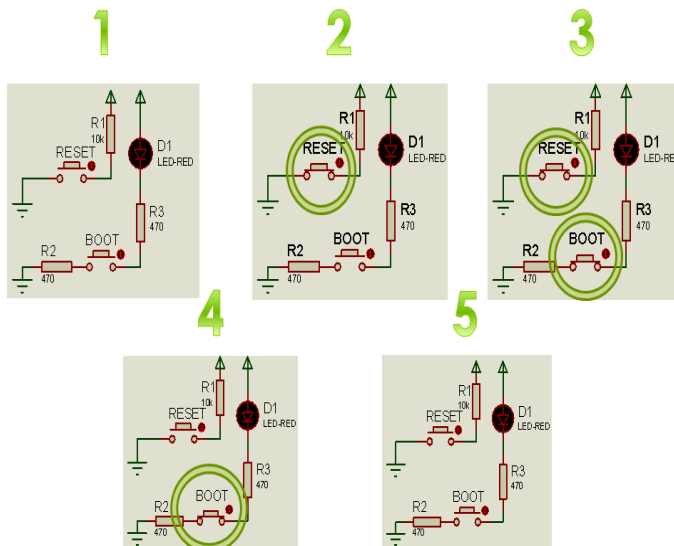 1
2
3
R1
10k
RESET
D1
LED-RED
R3
470
R2
BOOT
470
R1
10k
RESET
D1
LED-RED
R3
470
R2
BOOT
470
R1
10k
RESET
D1
LED-RE
R3
470
R2
BOOT
470
4
5
R1
10k
RESET
D1
LED-RED
R3
470
R2
BOOT
470
R1
10k
RESET
D1
LED-RED
R3
470
R2
BOOT
470